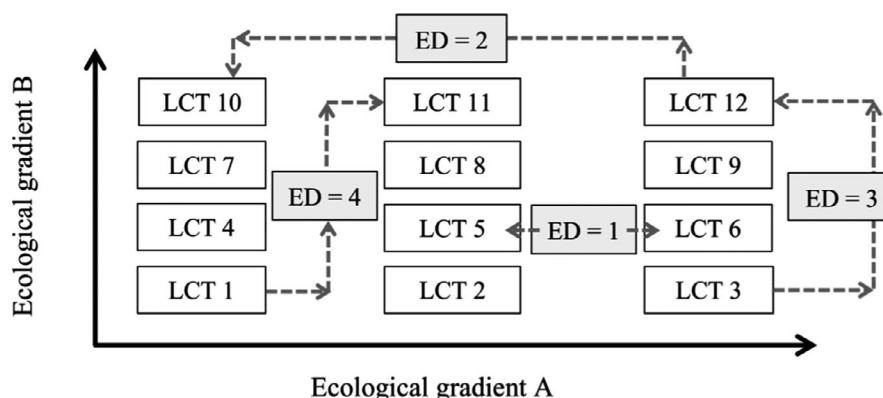 ED = 2
LCT 10
LCT 11
LCT 12
LCT 7
LCT 8
LCT 9
ED = 4
ED = 3
LCT 4
LCT 5
ED = 1
LCT 6
LCT 1
LCT 2
LCT 3
Ecological gradient B
Ecological gradient A